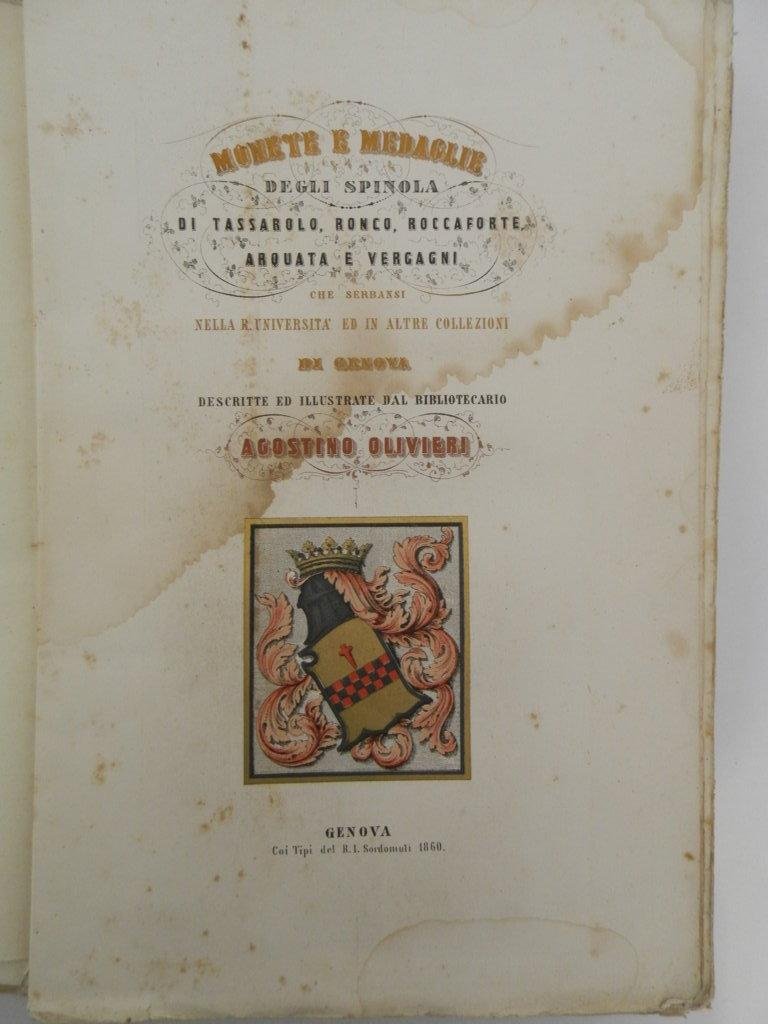 MONETE E MEDAGLIE
DEGLI SPINOLA
DI TASSAROLO, RONCO, ROCCAFORTE,
ARQUATA E VERGAGNI
CHE SERBANSI
NELLA R. UNIVERSITA' ED IN ALTRE COLLEZIONI
DI GENOVA
DESCRITTE ED ILLUSTRATE DAL BIBLIOTECARIO
AGOSTINO OLIVIERI
GENOVA
Coi Tipi del R. I. Sordomuti 1860.